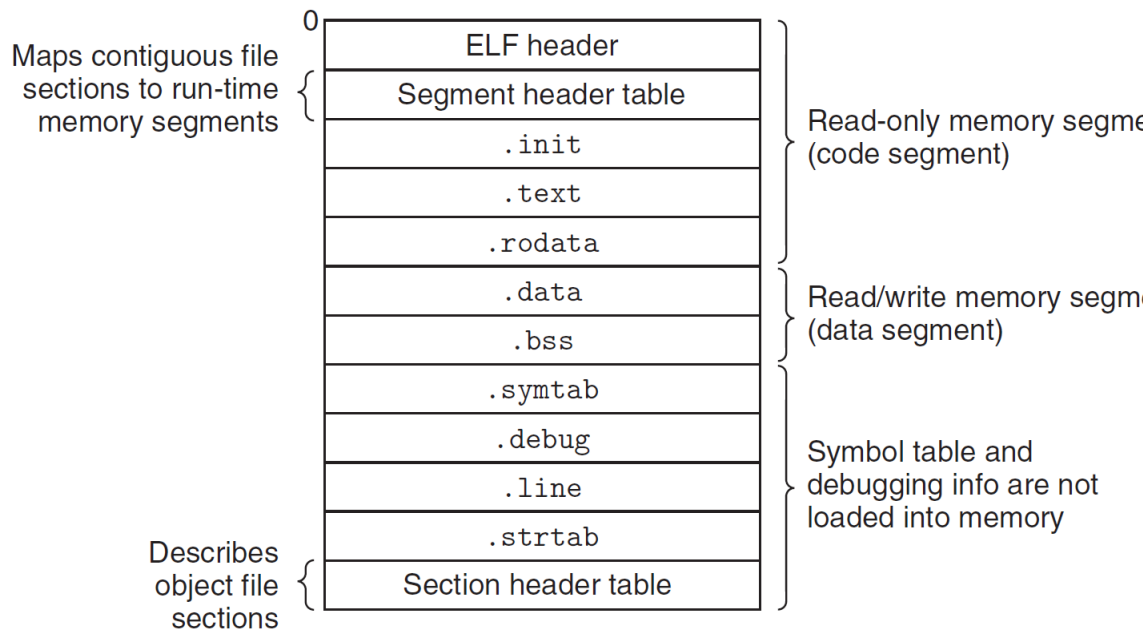 0
ELF header
Maps contiguous file
sections to run-time
memory segments
Segment header table
.init
.text
.rodata
Read-only memory segme
(code segment)
.data
.bss
Read/write memory segme
(data segment)
.symtab
.debug
.line
.strtab
Symbol table and
debugging info are not
loaded into memory
Describes
object file
sections
Section header table